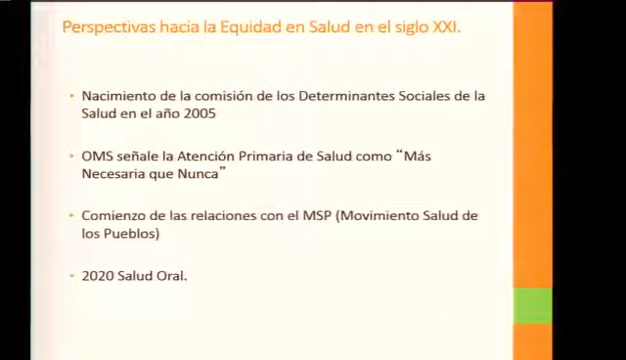 Perspectivas hacia la Equidad en Salud en el siglo XXI.
• Nacimiento de la comisión de los Determinantes Sociales de la
Salud en el año 2005
• OMS señale la Atención Primaria de Salud como “Más
Necesaria que Nunca”
• Comienzo de las relaciones con el MSP (Movimiento Salud de
los Pueblos)
• 2020 Salud Oral.